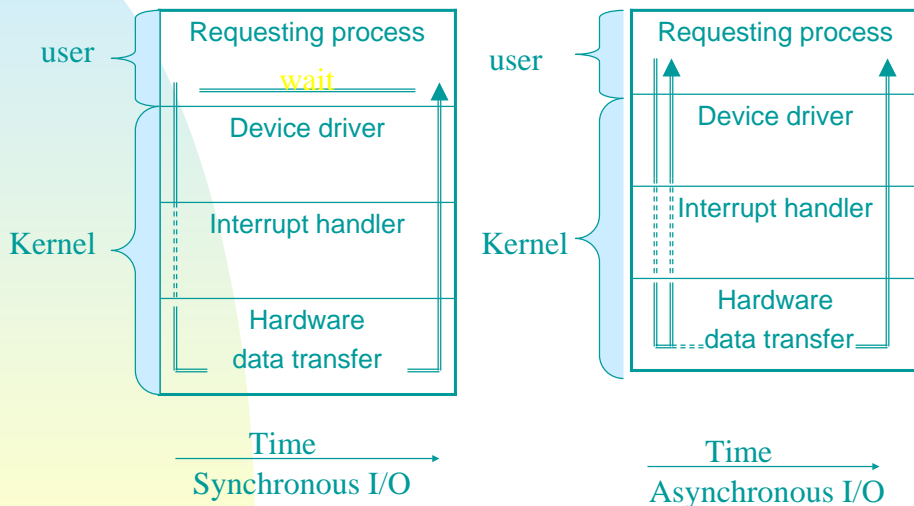 user
Requesting process
wait
Device driver
Kernel
Interrupt handler
Hardware
data transfer
Time
Synchronous I/O
user
Requesting process
Device driver
Kernel
Interrupt handler
Hardware
data transfer
Time
Asynchronous I/O